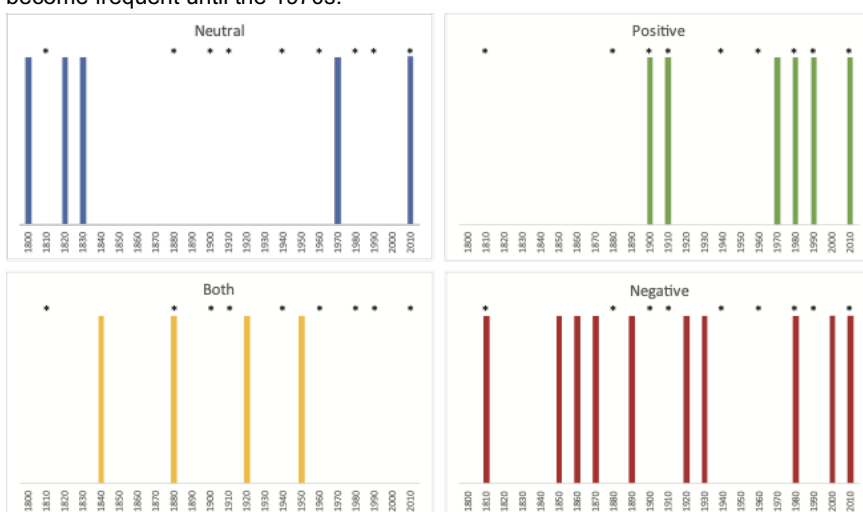 become frequent until the 1970s.
Neutral
* * * * * * * * *
1800 1810 1820 1830 1840 1850 1860 1870 1880 1890 1900 1910 1920 1930 1940 1950 1960 1970 1980 1990 2000 2010
Positive
* * * * * * * * *
1800 1810 1820 1830 1840 1850 1860 1870 1880 1890 1900 1910 1920 1930 1940 1950 1960 1970 1980 1990 2000 2010
Both
* * * * * * * * *
1800 1810 1820 1830 1840 1850 1860 1870 1880 1890 1900 1910 1920 1930 1940 1950 1960 1970 1980 1990 2000 2010
Negative
* * * * * * * * *
1800 1810 1820 1830 1840 1850 1860 1870 1880 1890 1900 1910 1920 1930 1940 1950 1960 1970 1980 1990 2000 2010